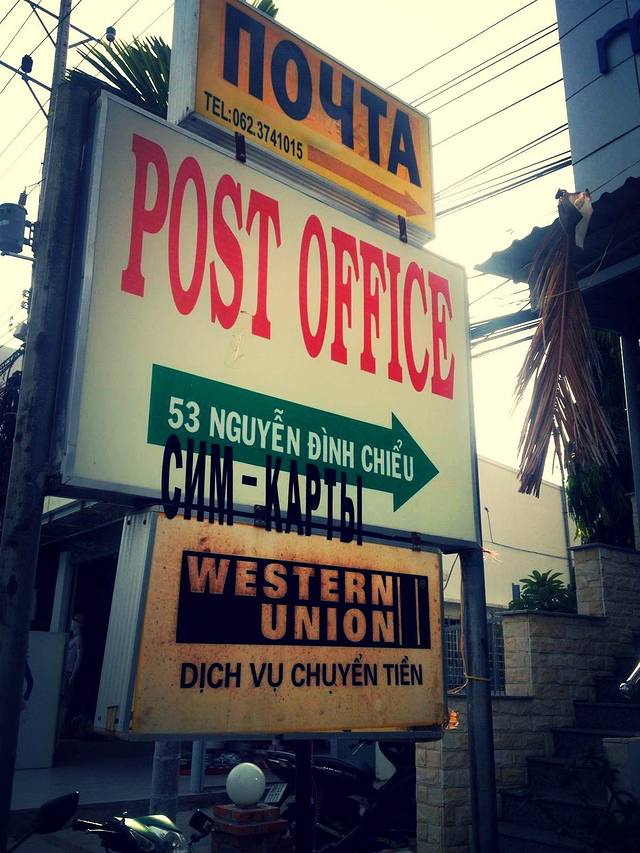 ПОЧТА
TEL:062.3741015
POST OFFICE
53 NGUYỄN ĐÌNH CHIỂU
СИМ-КАРТЫ
WESTERN
UNION
DỊCH VỤ CHUYỂN TIỀN